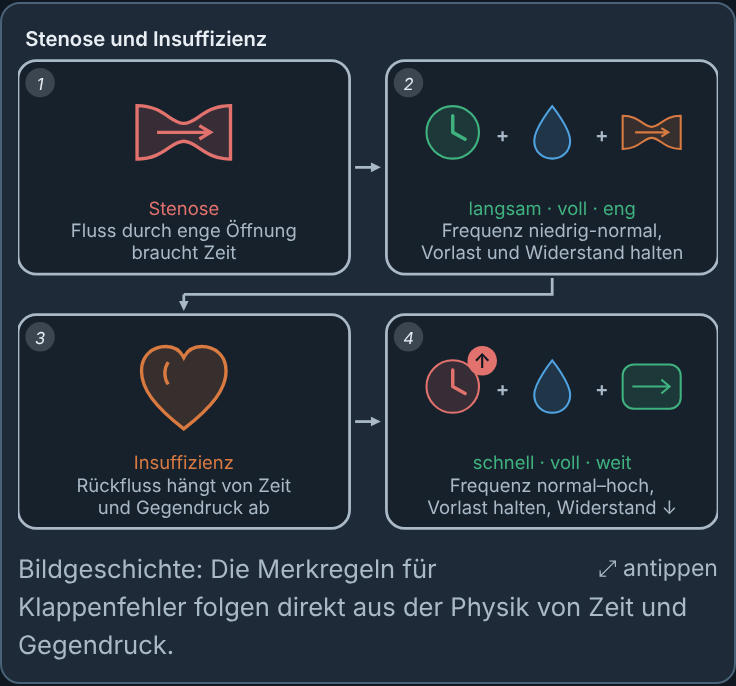 Stenose und Insuffizienz
1
Stenose
Fluss durch enge Öffnung
braucht Zeit
2
+ +
langsam · voll · eng
Frequenz niedrig-normal,
Vorlast und Widerstand halten
3
Insuffizienz
Rückfluss hängt von Zeit
und Gegendruck ab
4
+ +
schnell · voll · weit
Frequenz normal–hoch,
Vorlast halten, Widerstand ↓
Bildgeschichte: Die Merkregeln für
⤢ antippen
Klappenfehler folgen direkt aus der Physik von Zeit und
Gegendruck.